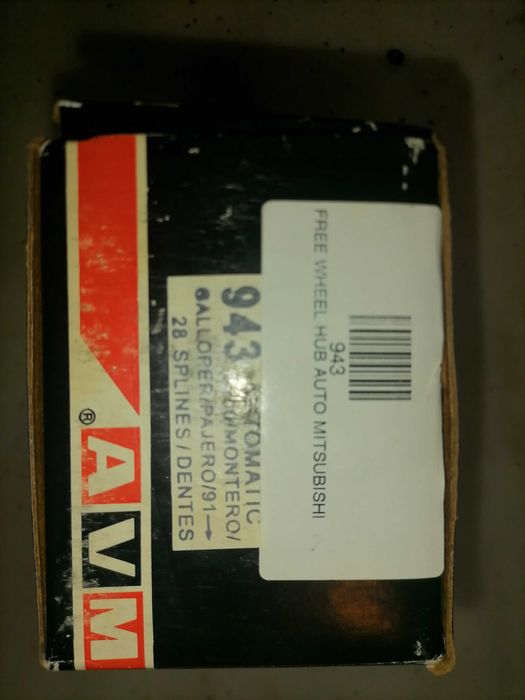 FREE WHEEL HUB AUTO MITSUBISHI
943
943
MONTERO/
GALLOPER/PAJERO/91→
28 SPLINES/DENTES
® AVM